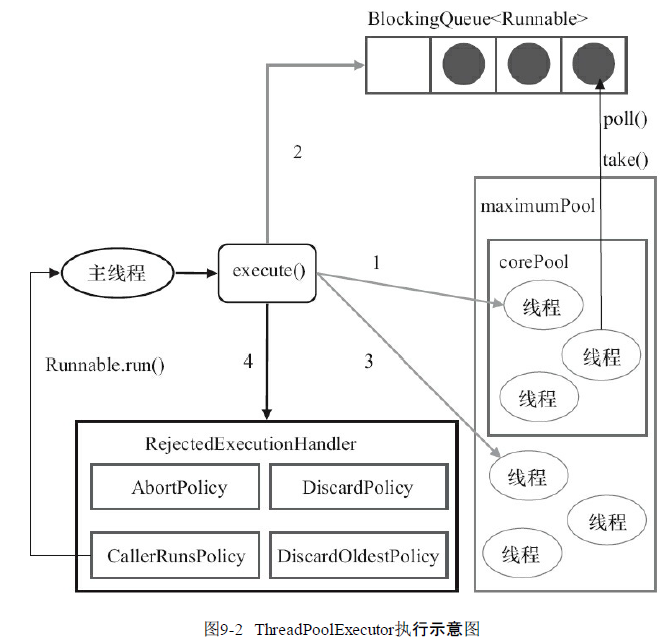 BlockingQueue<Runnable>
poll()
2
take()
maximumPool
corePool
主线程
execute()
1
线程
线程
Runnable.run()
4
3
线程
RejectedExecutionHandler
线程
AbortPolicy
DiscardPolicy
线程
CallerRunsPolicy
DiscardOldestPolicy
线程
图9-2 ThreadPoolExecutor执行示意图